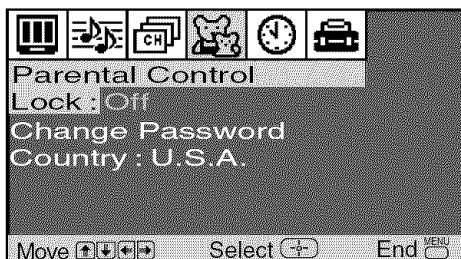 CH
Parental Control
Lock : Off
Change Password
Country : U.S.A.
Move Select End MENU